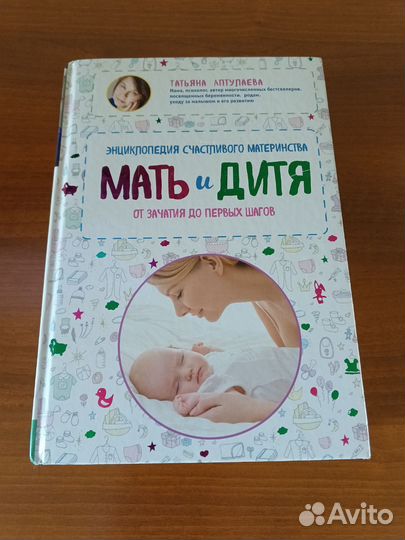 ТАТЬЯНА АПТУЛАЕВА
Мама, психолог, автор многочисленных бестселлеров,
посвященных беременности, родам,
уходу за малышом и его развитию
ЭНЦИКЛОПЕДИЯ СЧАСТЛИВОГО МАТЕРИНСТВА
МАТЬ и ДИТЯ
ОТ ЗАЧАТИЯ ДО ПЕРВЫХ ШАГОВ
Avito